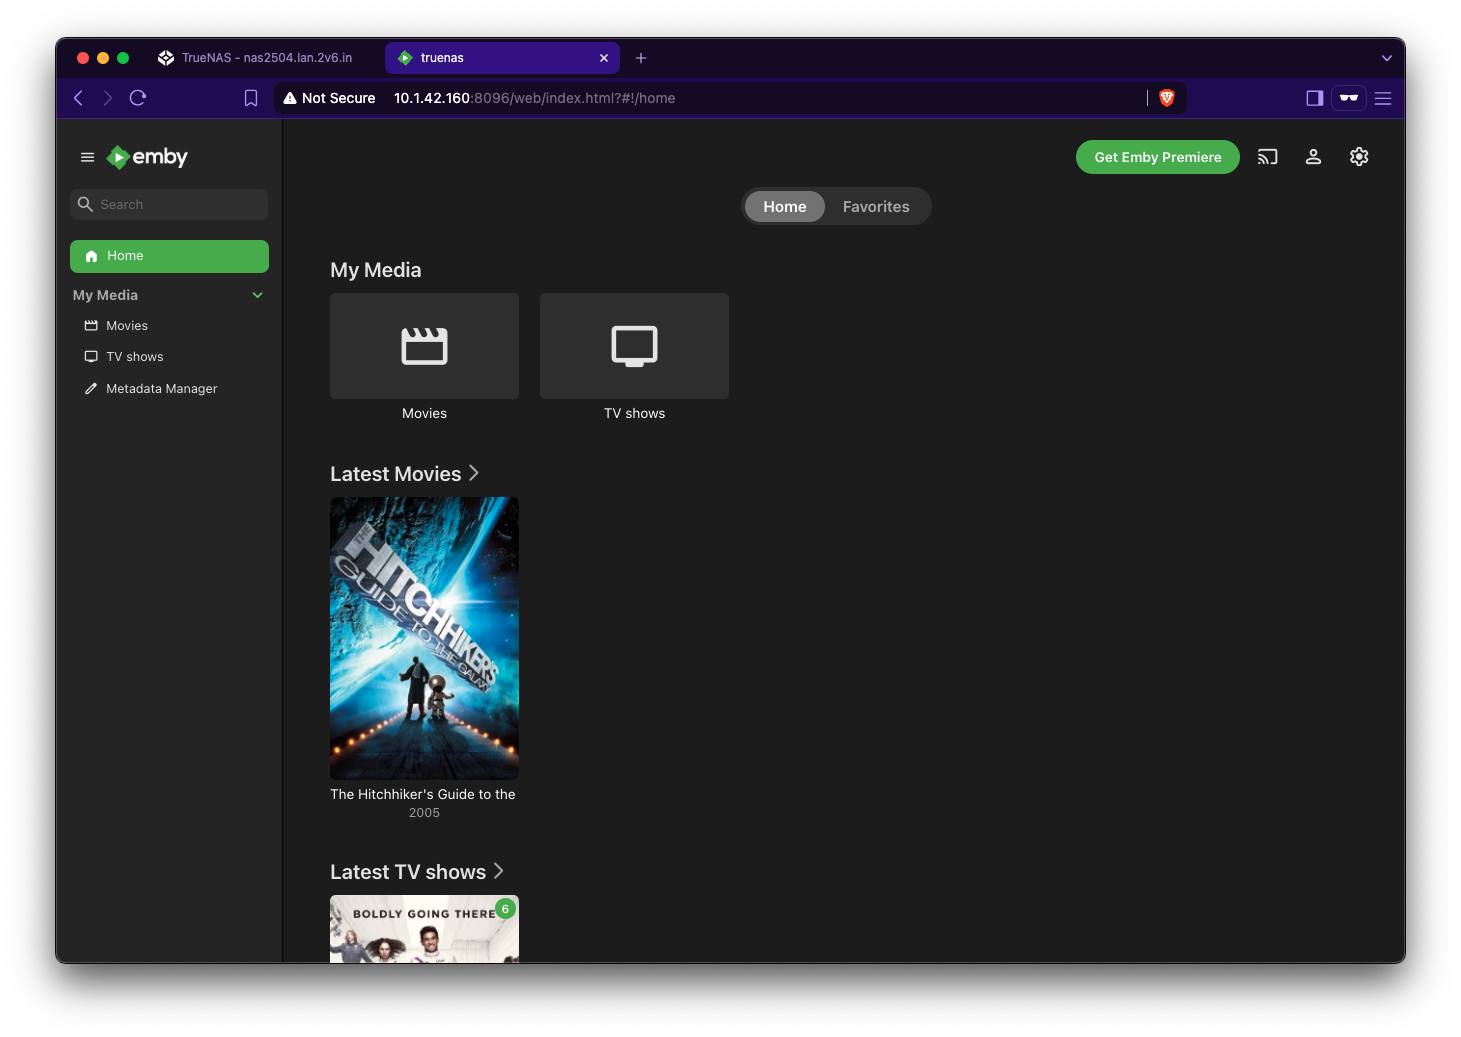 TrueNAS - nas2504.lan.2v6.in
truenas
Not Secure 10.1.42.160:8096/web/index.html?#!/home
emby
Get Emby Premiere
Search
Home Favorites
Home
My Media
Movies
TV shows
Metadata Manager
My Media
Movies
TV shows
Latest Movies
THE
HITCHHIKER'S
GUIDE TO THE GALAXY
The Hitchhiker's Guide to the
2005
Latest TV shows
BOLDLY GOING THERE
6